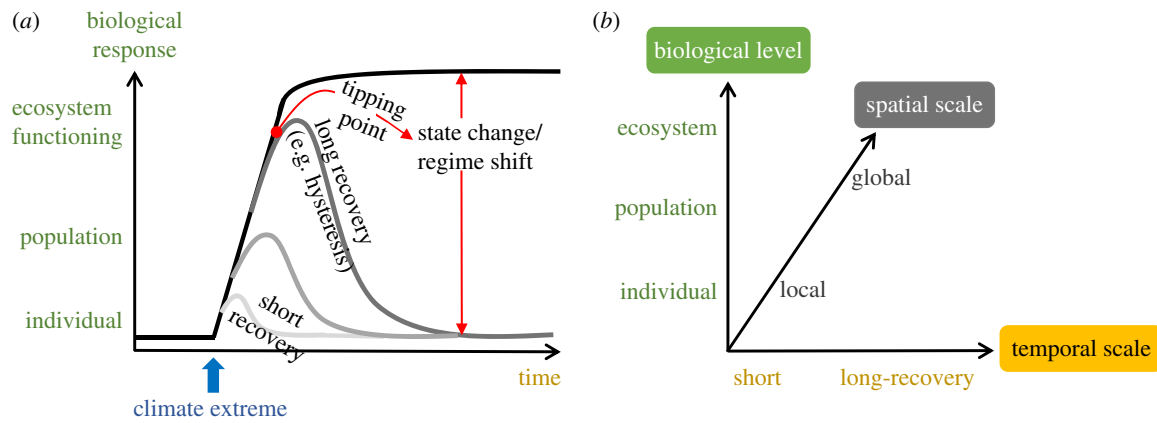 (a)
biological
response
ecosystem
functioning
population
individual
tipping
point
state change/
regime shift
long recovery
(e.g. hysteresis)
short
recovery
time
climate extreme
(b)
biological level
spatial scale
ecosystem
global
population
individual
local
temporal scale
short
long-recovery